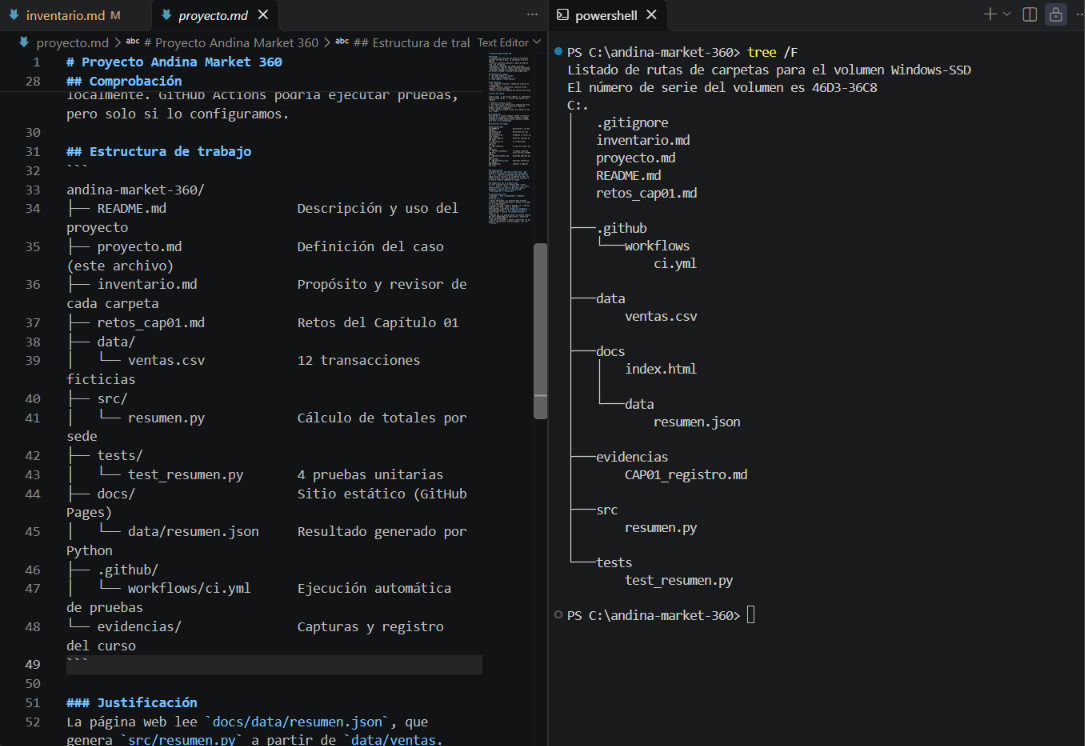 inventario.md M
proyecto.md
proyecto.md > # Proyecto Andina Market 360 > ## Estructura de tral Text Editor
1 # Proyecto Andina Market 360
28 ## Comprobación
localmente. GitHub Actions podría ejecutar pruebas,
pero solo si lo configuramos.
30
31 ## Estructura de trabajo
32 ```
33 andina-market-360/
34 ├── README.md Descripción y uso del
proyecto
35 ├── proyecto.md Definición del caso
(este archivo)
36 ├── inventario.md Propósito y revisor de
cada carpeta
37 ├── retos_cap01.md Retos del Capítulo 01
38 ├── data/
39 │ └── ventas.csv 12 transacciones
ficticias
40 ├── src/
41 │ └── resumen.py Cálculo de totales por
sede
42 ├── tests/
43 │ └── test_resumen.py 4 pruebas unitarias
44 ├── docs/ Sitio estático (GitHub
Pages)
45 │ └── data/resumen.json Resultado generado por
Python
46 ├── .github/
47 │ └── workflows/ci.yml Ejecución automática
de pruebas
48 └── evidencias/ Capturas y registro
del curso
49 ```
50
51 ### Justificación
52 La página web lee `docs/data/resumen.json`, que
genera `src/resumen.py` a partir de `data/ventas.
powershell
PS C:\andina-market-360> tree /F
Listado de rutas de carpetas para el volumen Windows-SSD
El número de serie del volumen es 46D3-36C8
C:.
│ .gitignore
│ inventario.md
│ proyecto.md
│ README.md
│ retos_cap01.md
│
├───.github
│ └───workflows
│ ci.yml
│
├───data
│ ventas.csv
│
├───docs
│ │ index.html
│ │
│ └───data
│ resumen.json
│
├───evidencias
│ CAP01_registro.md
│
├───src
│ resumen.py
│
└───tests
test_resumen.py
PS C:\andina-market-360>